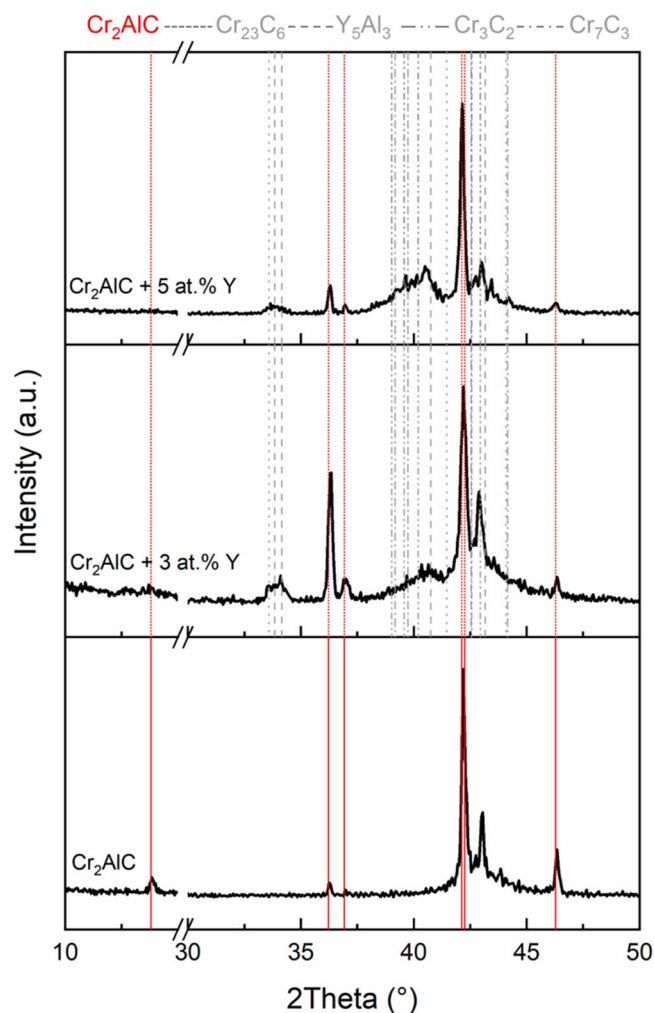 Cr₂AlC Cr₂₃C₆ Y₅Al₃ Cr₃C₂ Cr₇C₃
Cr₂AlC + 5 at.% Y
Cr₂AlC + 3 at.% Y
Cr₂AlC
Intensity (a.u.)
10 30 35 40 45 50
2Theta (°)